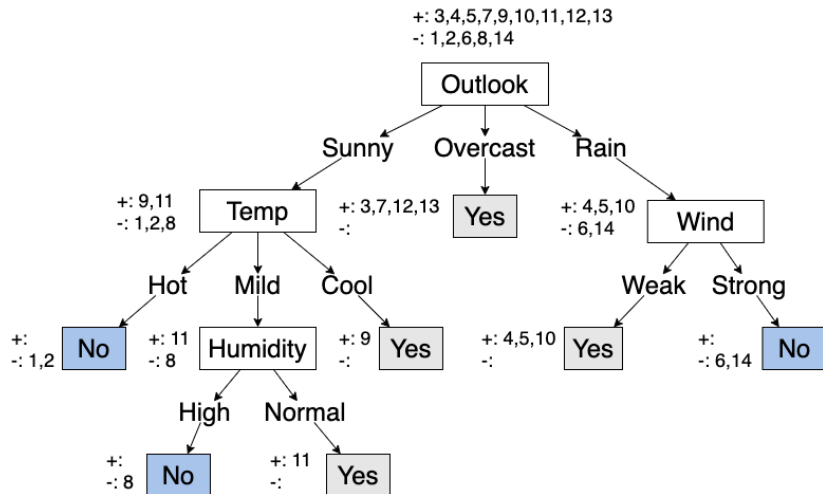 +: 3,4,5,7,9,10,11,12,13
-: 1,2,6,8,14
Outlook
Sunny
Overcast
Rain
+: 9,11
-: 1,2,8
Temp
+: 3,7,12,13
-:
Yes
+: 4,5,10
-: 6,14
Wind
Hot
Mild
Cool
Weak
Strong
+:
-: 1,2
No
+: 11
-: 8
Humidity
+: 9
-:
Yes
+: 4,5,10
-:
Yes
+:
-: 6,14
No
High
Normal
+:
-: 8
No
+: 11
-:
Yes